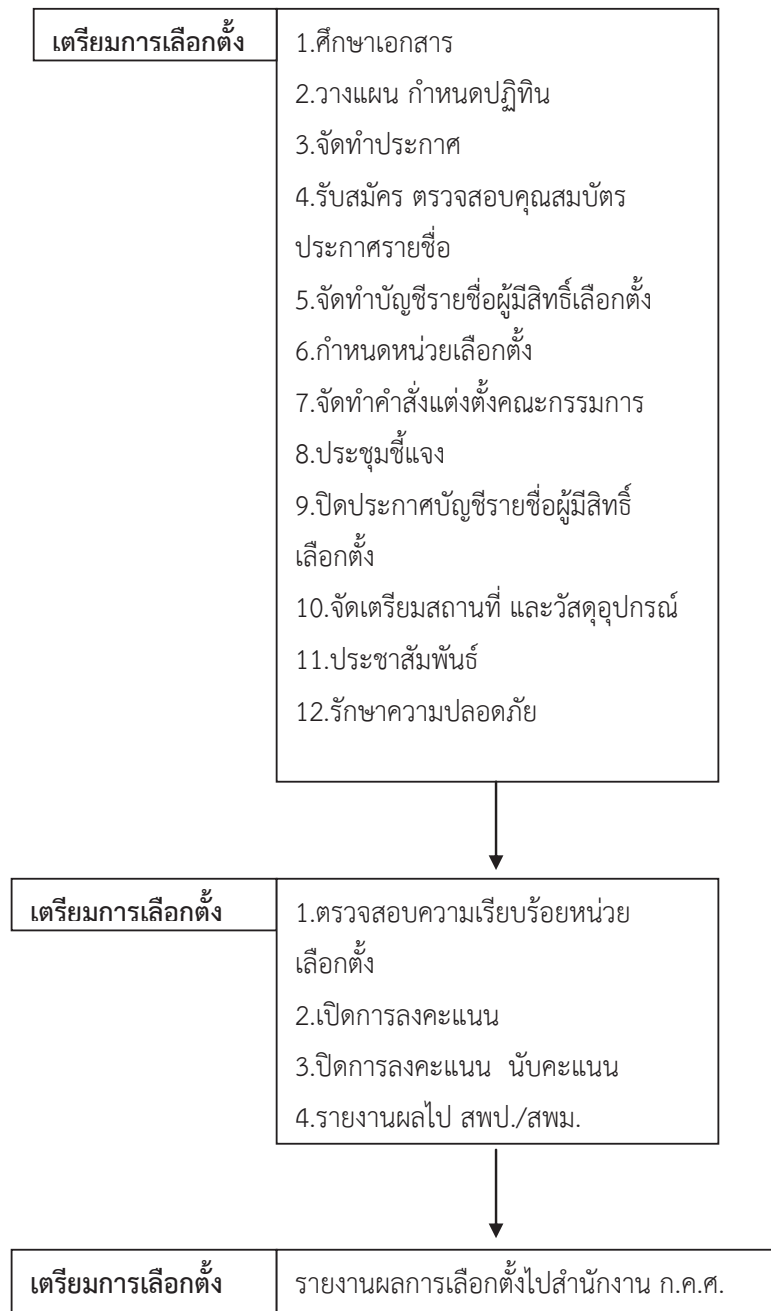 เตรียมการเลือกตั้ง
1.ศึกษาเอกสาร
2.วางแผน กำหนดปฏิทิน
3.จัดทำประกาศ
4.รับสมัคร ตรวจสอบคุณสมบัตร
ประกาศรายชื่อ
5.จัดทำบัญชีรายชื่อผู้มีสิทธิ์เลือกตั้ง
6.กำหนดหน่วยเลือกตั้ง
7.จัดทำคำสั่งแต่งตั้งคณะกรรมการ
8.ประชุมชี้แจง
9.ปิดประกาศบัญชีรายชื่อผู้มีสิทธิ์
เลือกตั้ง
10.จัดเตรียมสถานที่ และวัสดุอุปกรณ์
11.ประชาสัมพันธ์
12.รักษาความปลอดภัย
เตรียมการเลือกตั้ง
1.ตรวจสอบความเรียบร้อยหน่วย
เลือกตั้ง
2.เปิดการลงคะแนน
3.ปิดการลงคะแนน นับคะแนน
4.รายงานผลไป สพป./สพม.
เตรียมการเลือกตั้ง
รายงานผลการเลือกตั้งไปสำนักงาน ก.ค.ศ.